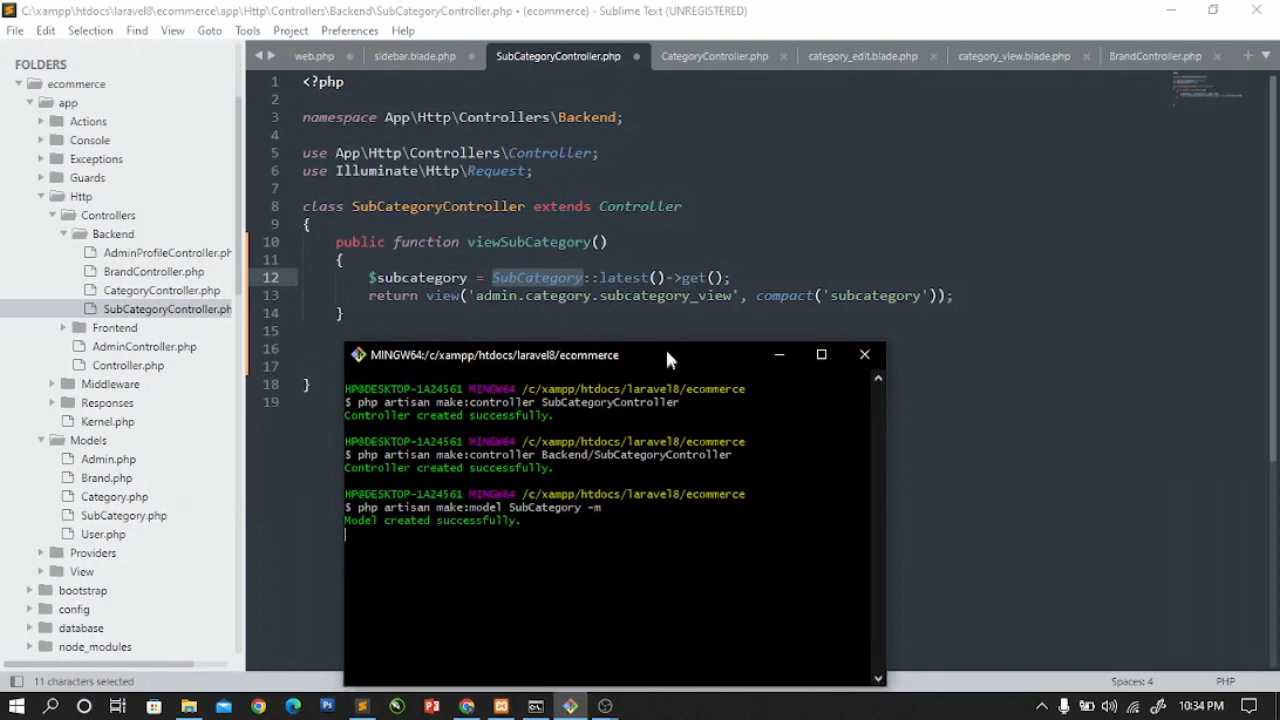 C:\xampp\htdocs\laravel8\ecommerce\app\Http\Controllers\Backend\SubCategoryController.php • (ecommerce) - Sublime Text (UNREGISTERED)
File Edit Selection Find View Goto Tools Project Preferences Help
FOLDERS
ecommerce
app
Actions
Console
Exceptions
Guards
Http
Controllers
Backend
AdminProfileController.ph
BrandController.php
CategoryController.php
SubCategoryController.ph
Frontend
AdminController.php
Controller.php
Middleware
Responses
Kernel.php
Models
Admin.php
Brand.php
Category.php
SubCategory.php
User.php
Providers
View
bootstrap
config
database
node_modules
web.php sidebar.blade.php SubCategoryController.php CategoryController.php category_edit.blade.php category_view.blade.php BrandController.php
1 <?php
2
3 namespace App\Http\Controllers\Backend;
4
5 use App\Http\Controllers\Controller;
6 use Illuminate\Http\Request;
7
8 class SubCategoryController extends Controller
9 {
10 public function viewSubCategory()
11 {
12 $subcategory = SubCategory::latest()->get();
13 return view('admin.category.subcategory_view', compact('subcategory'));
14 }
15
16
17
18 }
19
MINGW64:/c/xampp/htdocs/laravel8/ecommerce
HP@DESKTOP-1A24561 MINGW64 /c/xampp/htdocs/laravel8/ecommerce
$ php artisan make:controller SubCategoryController
Controller created successfully.
HP@DESKTOP-1A24561 MINGW64 /c/xampp/htdocs/laravel8/ecommerce
$ php artisan make:controller Backend/SubCategoryController
Controller created successfully.
HP@DESKTOP-1A24561 MINGW64 /c/xampp/htdocs/laravel8/ecommerce
$ php artisan make:model SubCategory -m
Model created successfully.
11 characters selected Spaces: 4 PHP
10:34 PM